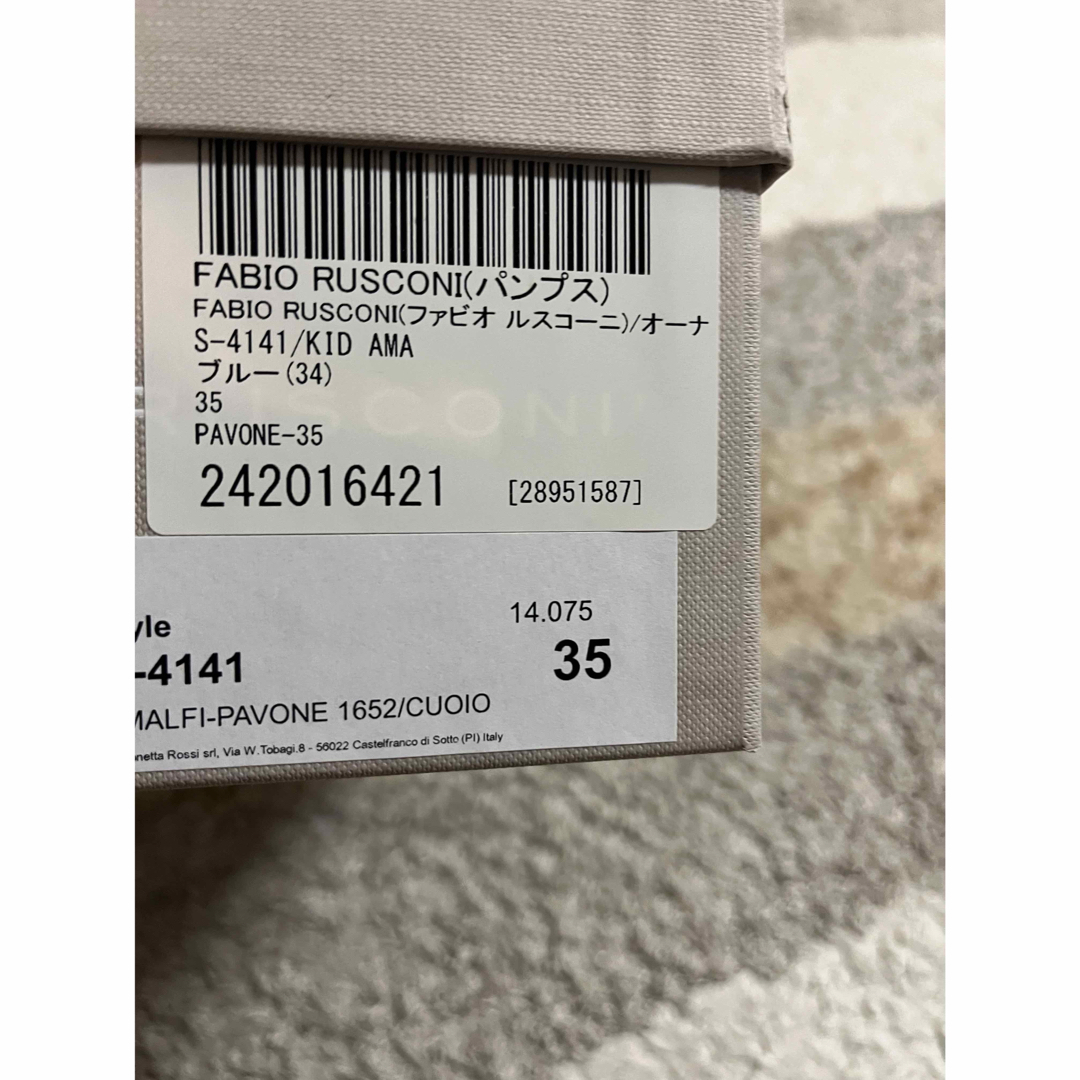 FABIO RUSCONI(パンプス)
FABIO RUSCONI(ファビオ ルスコーニ)/オーナ
S-4141/KID AMA
ブルー(34)
35
RUSCONI
PAVONE-35
242016421 [28951587]
14.075
yle
-4141 35
MALFI-PAVONE 1652/CUOIO
netta Rossi srl, Via W.Tobagi.8 - 56022 Castelfranco di Sotto (PI) Italy